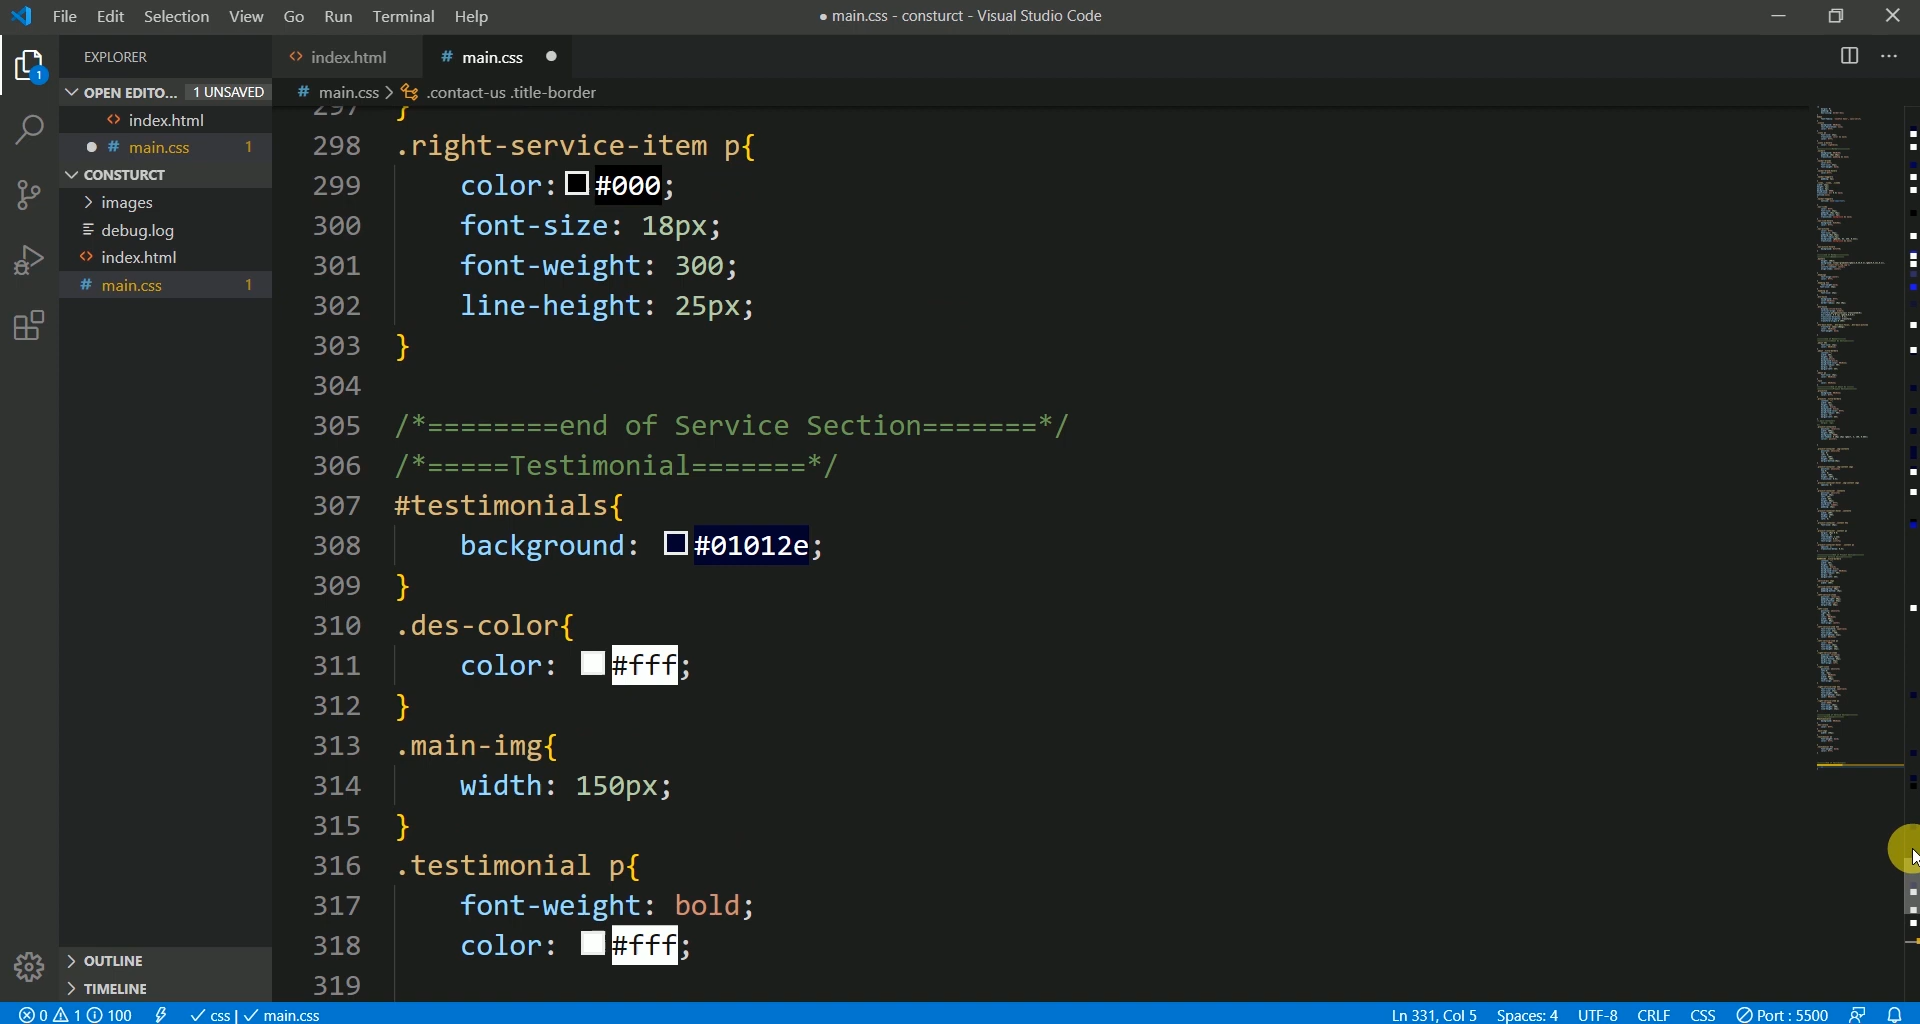 File Edit Selection View Go Run Terminal Help
● main.css - consturct - Visual Studio Code
EXPLORER
index.html
# main.css ●
1
OPEN EDITO... 1 UNSAVED
# main.css > .contact-us .title-border
index.html
● # main.css 1
CONSTURCT
images
debug.log
index.html
# main.css 1
297 }
298 .right-service-item p{
299 color: #000;
300 font-size: 18px;
301 font-weight: 300;
302 line-height: 25px;
303 }
304
305 /*========end of Service Section=======*/
306 /*=====Testimonial=======*/
307 #testimonials{
308 background: #01012e;
309 }
310 .des-color{
311 color: #fff;
312 }
313 .main-img{
314 width: 150px;
315 }
316 .testimonial p{
317 font-weight: bold;
318 color: #fff;
319
OUTLINE
TIMELINE
0 1 100 ✓ css | ✓ main.css
Ln 331, Col 5 Spaces: 4 UTF-8 CRLF CSS Port : 5500